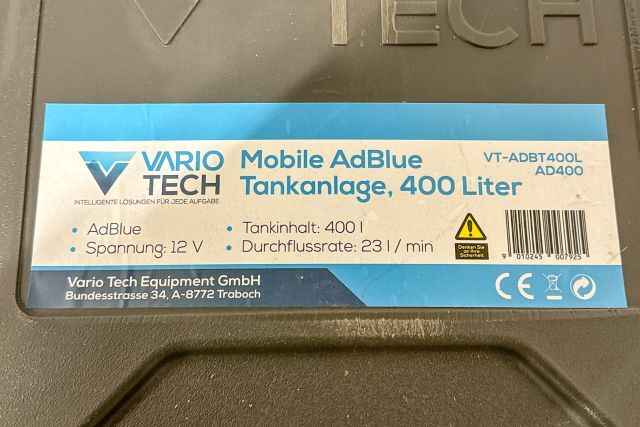 TECH
VARIO
TECH
INTELLIGENTE LÖSUNGEN FÜR JEDE AUFGABE
Mobile AdBlue
Tankanlage, 400 Liter
VT-ADBT400L
AD400
• AdBlue
• Spannung: 12 V
• Tankinhalt: 400 l
• Durchflussrate: 23 l / min
Denken Sie
an Ihre
Sicherheit
9 010245 007925
Vario Tech Equipment GmbH
Bundesstrasse 34, A-8772 Traboch
CE